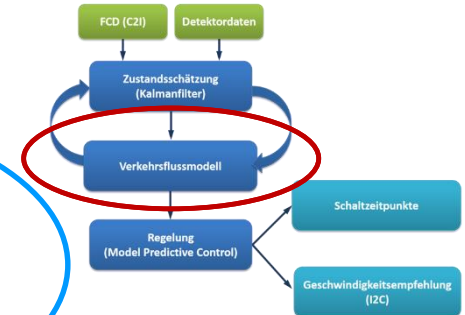 FCD (C2I)
Detektordaten
Zustandsschätzung
(Kalmanfilter)
Verkehrsflussmodell
Regelung
(Model Predictive Control)
Schaltzeitpunkte
Geschwindigkeitsempfehlung
(I2C)